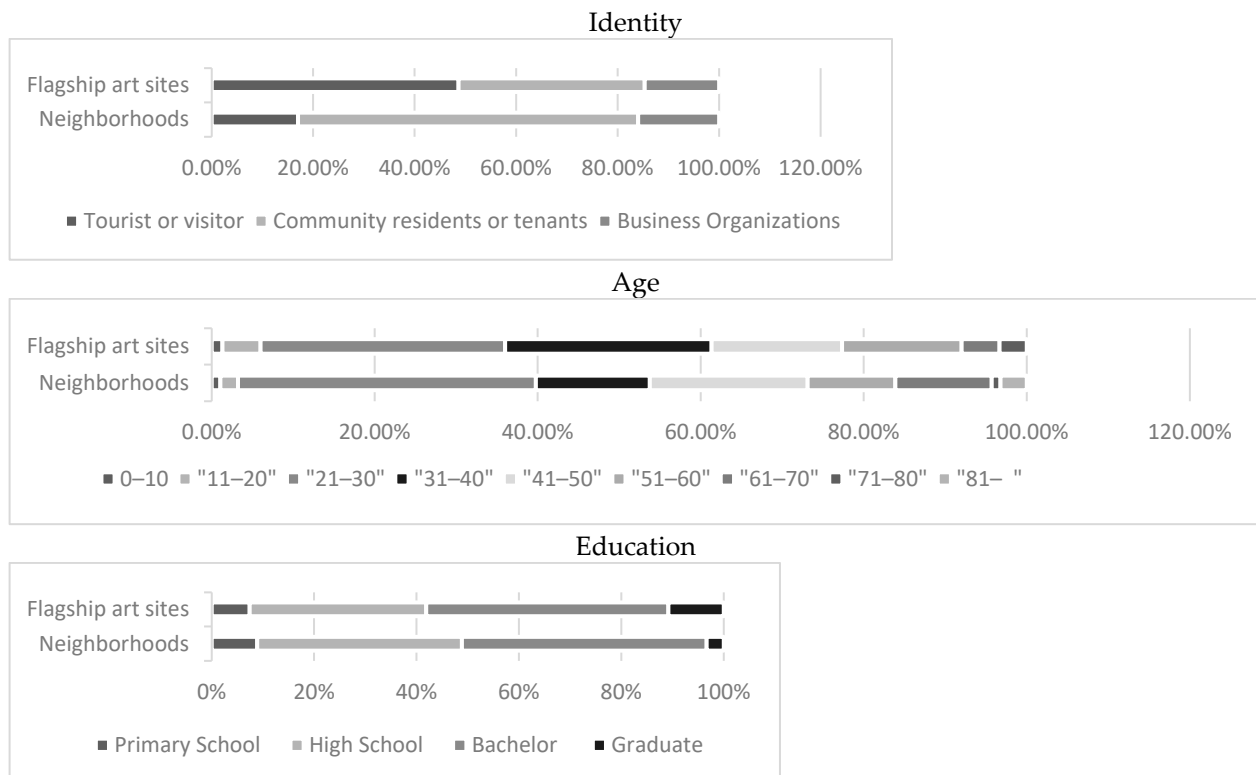 Identity
Flagship art sites
Neighborhoods
0.00% 20.00% 40.00% 60.00% 80.00% 100.00% 120.00%
Tourist or visitor Community residents or tenants Business Organizations
Age
Flagship art sites
Neighborhoods
0.00% 20.00% 40.00% 60.00% 80.00% 100.00% 120.00%
0–10 "11–20" "21–30" "31–40" "41–50" "51–60" "61–70" "71–80" "81– "
Education
Flagship art sites
Neighborhoods
0% 20% 40% 60% 80% 100%
Primary School High School Bachelor Graduate